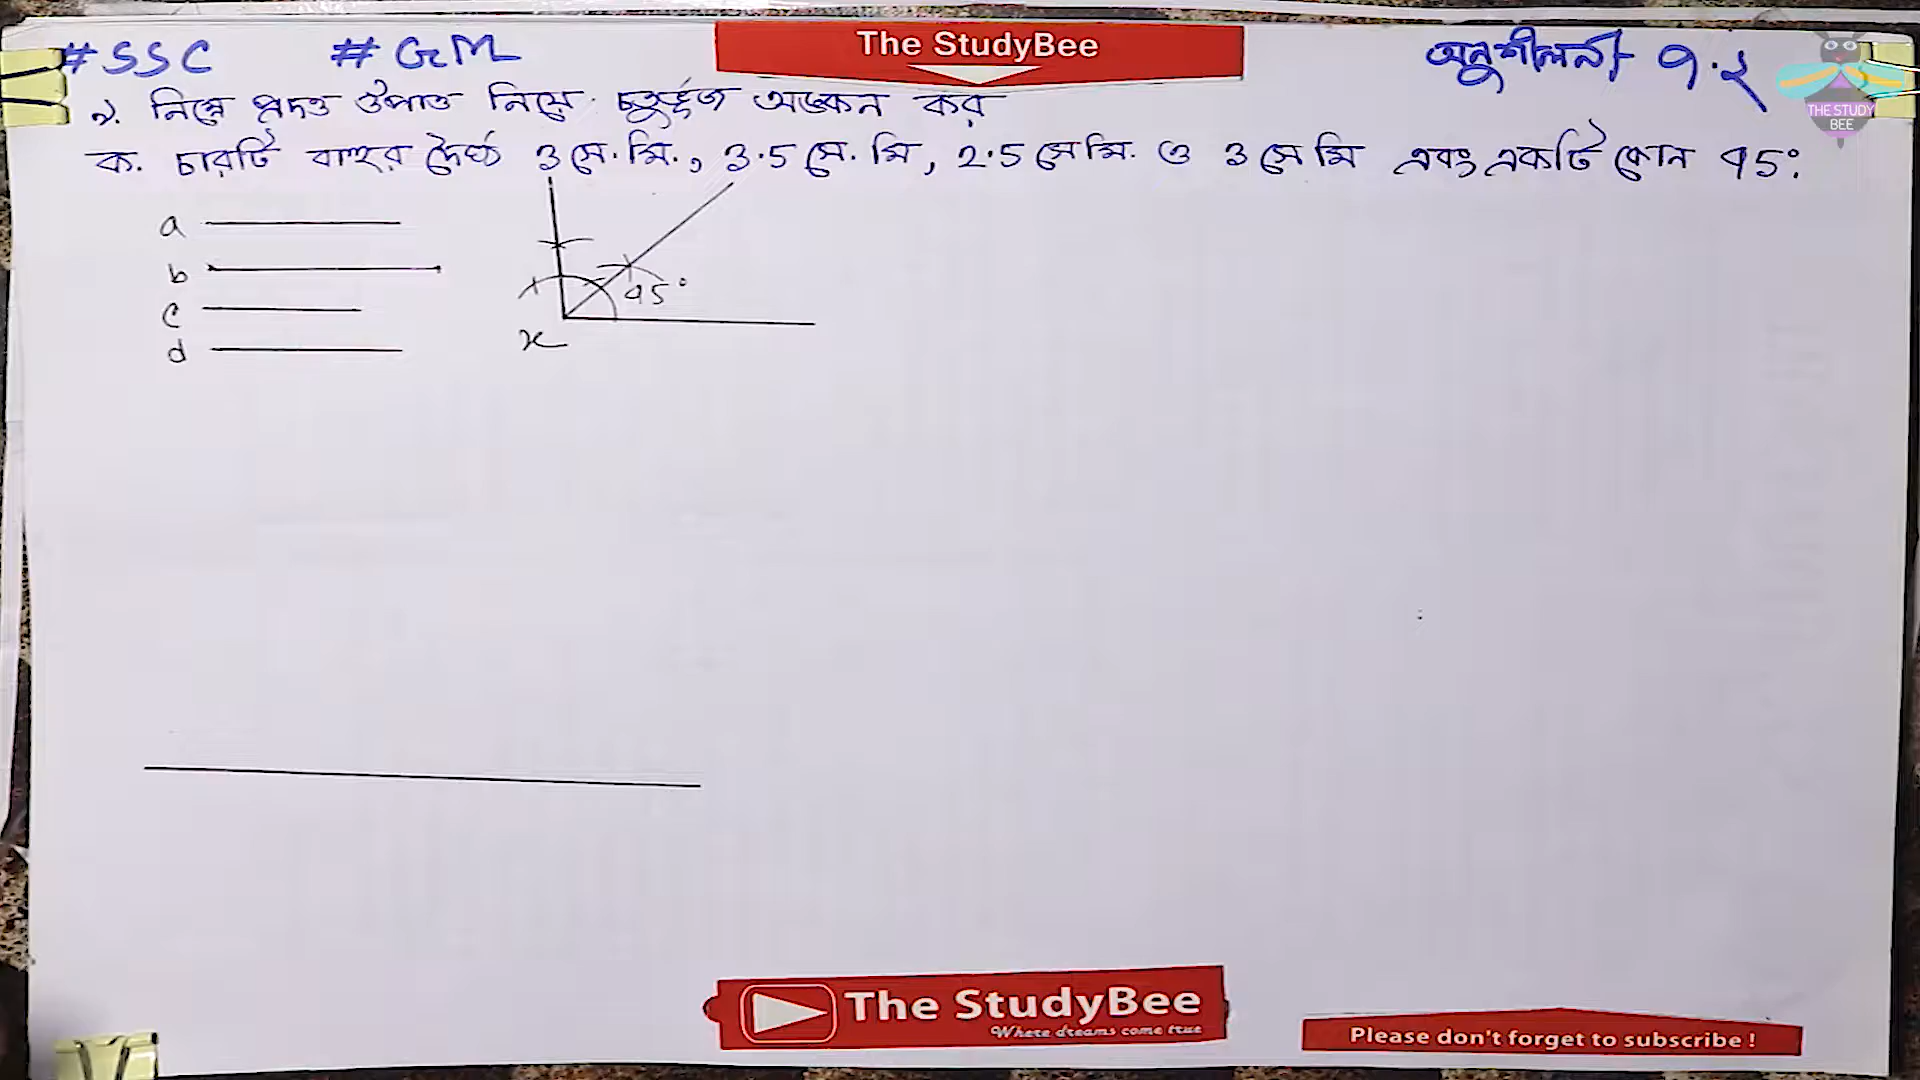 The StudyBee
#SSC #GM অনুশীলনী ৭.২
THE STUDY
BEE
১. নিম্নে প্রদত্ত উপাত্ত নিয়ে চতুর্ভুজ অঙ্কন কর
ক. চারটি বাহুর দৈর্ঘ্য 3 সে.মি., 3.5 সে.মি, 2.5 সে মি. ও 3 সে মি এবং একটি কোন 45°
a
b
c
d
45°
x
The StudyBee
Where dreams come true
Please don't forget to subscribe !